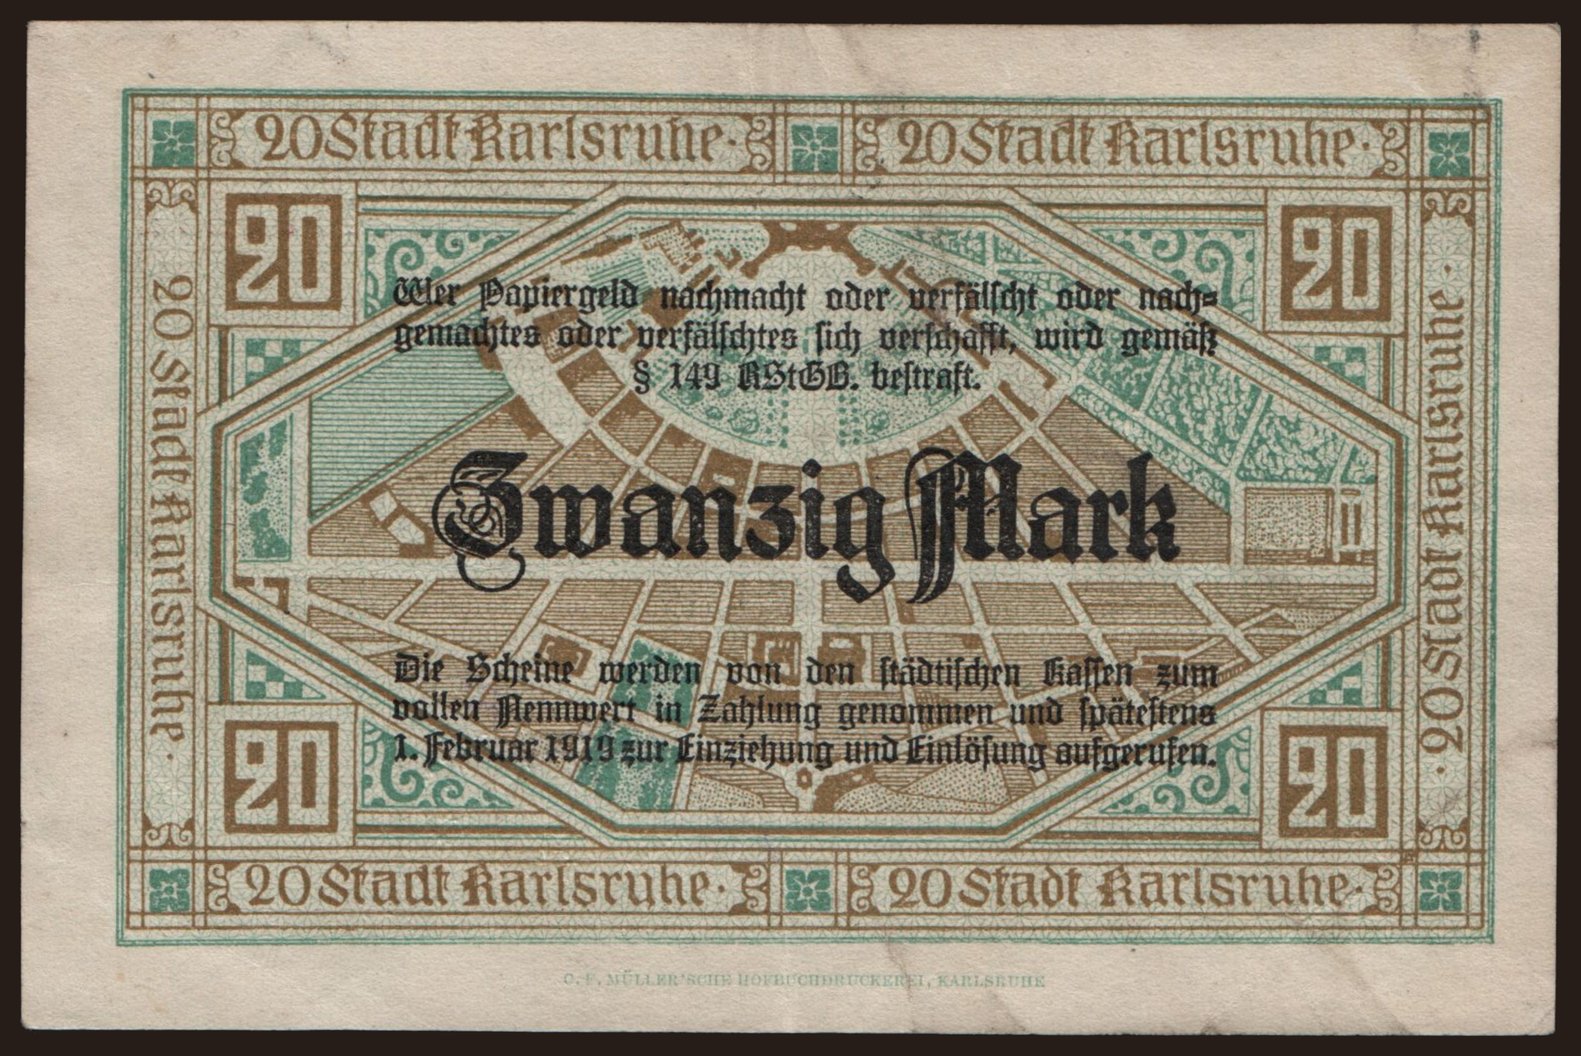 20 Stadt Karlsruhe · 20 Stadt Karlsruhe ·
20 20
20 Stadt Karlsruhe ·
20 Stadt Karlsruhe ·
Wer Papiergeld nachmacht oder verfälscht oder nach=
gemachtes oder verfälschtes sich verschafft, wird gemäß
§ 149 RStGB. bestraft.
Zwanzig Mark
Die Scheine werden von den städtischen Kassen zum
vollen Nennwert in Zahlung genommen und spätestens
1. Februar 1919 zur Einziehung und Einlösung aufgerufen.
20 20
20 Stadt Karlsruhe · 20 Stadt Karlsruhe ·
C. F. MÜLLER'SCHE HOFBUCHDRUCKEREI, KARLSRUHE